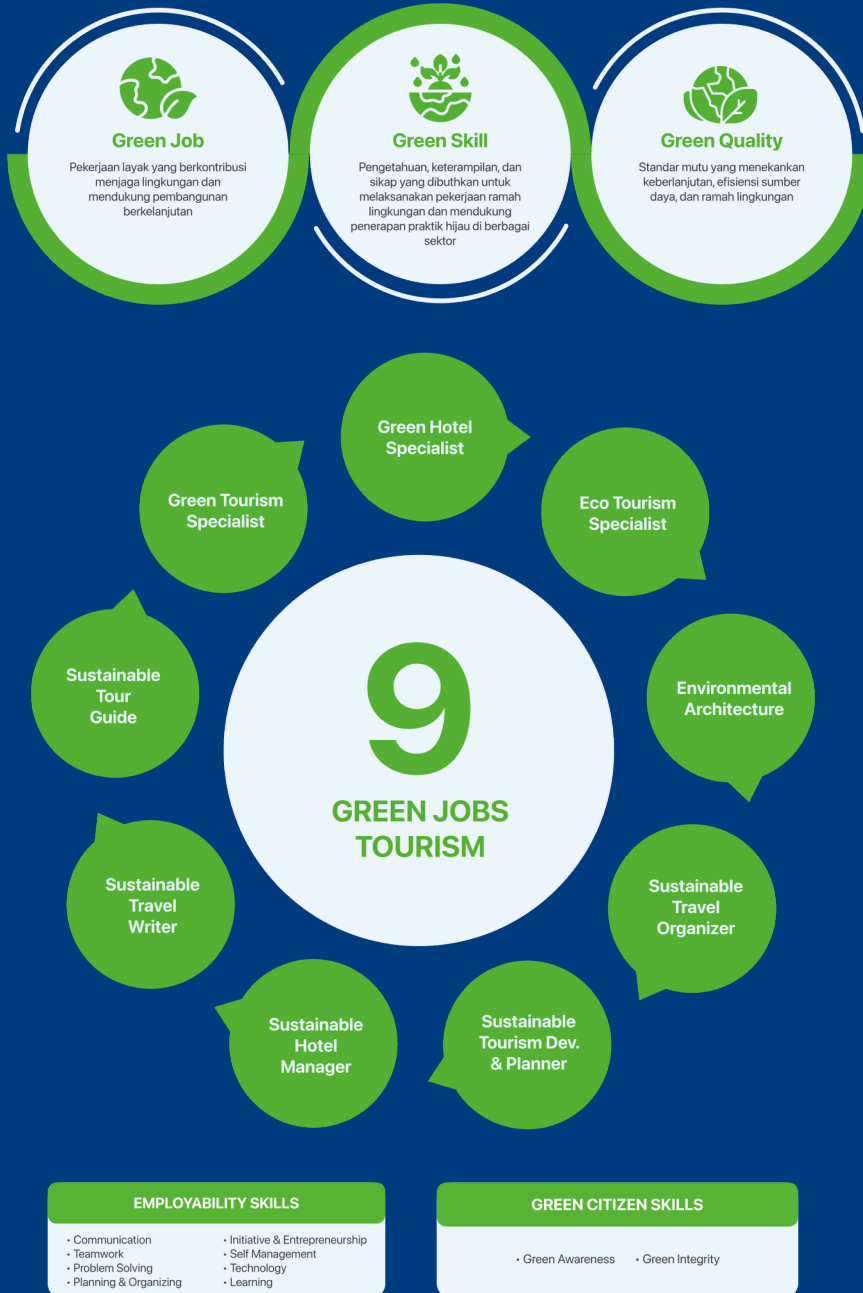 Green Job
Pekerjaan layak yang berkontribusi
menjaga lingkungan dan
mendukung pembangunan
berkelanjutan
Green Skill
Pengetahuan, keterampilan, dan
sikap yang dibuthkan untuk
melaksanakan pekerjaan ramah
lingkungan dan mendukung
penerapan praktik hijau di berbagai
sektor
Green Quality
Standar mutu yang menekankan
keberlanjutan, efisiensi sumber
daya, dan ramah lingkungan
Green Hotel
Specialist
Eco Tourism
Specialist
Environmental
Architecture
Sustainable
Travel
Organizer
Sustainable
Tourism Dev.
& Planner
Sustainable
Hotel
Manager
Sustainable
Travel
Writer
Sustainable
Tour
Guide
Green Tourism
Specialist
9
GREEN JOBS
TOURISM
EMPLOYABILITY SKILLS
• Communication
• Teamwork
• Problem Solving
• Planning & Organizing
• Initiative & Entrepreneurship
• Self Management
• Technology
• Learning
GREEN CITIZEN SKILLS
• Green Awareness • Green Integrity